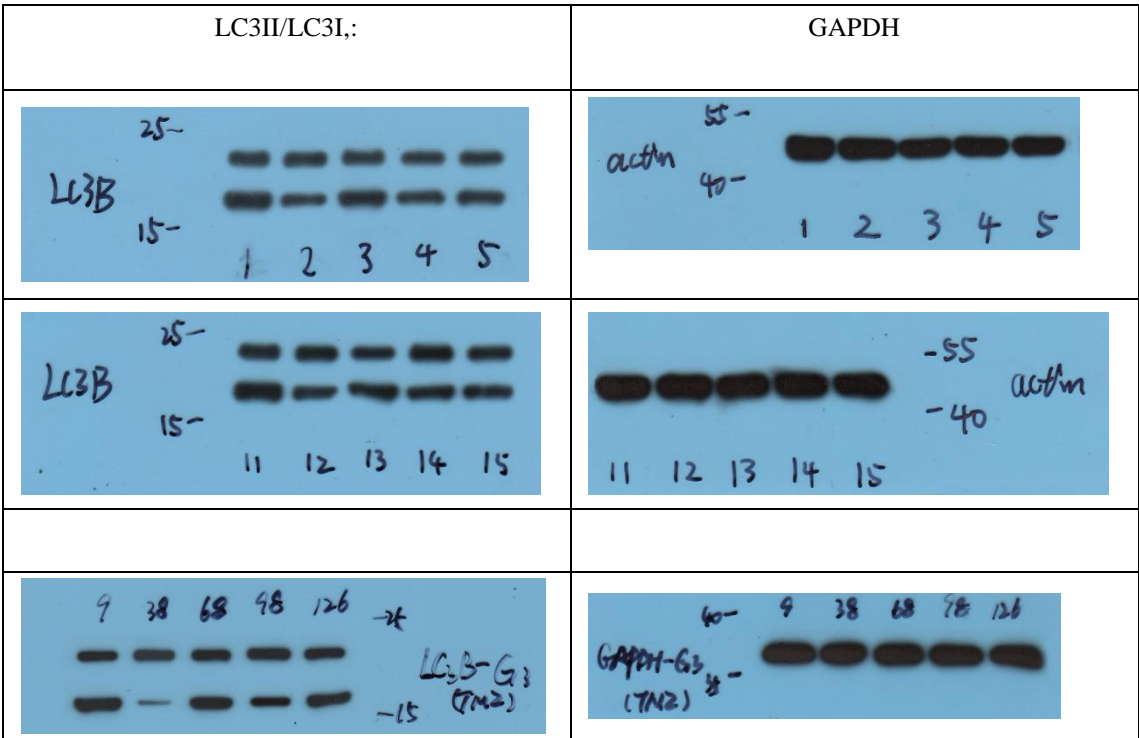 LC3II/LC3I,:
GAPDH
25-
LC3B
15-
1 2 3 4 5
55-
actin
40-
1 2 3 4 5
25-
LC3B
15-
11 12 13 14 15
-55
actin
-40
11 12 13 14 15
9 38 68 98 126
-25
LC3B-G3
(TMZ)
-15
40-
9 38 68 98 126
GAPDH-G3
(TMZ)